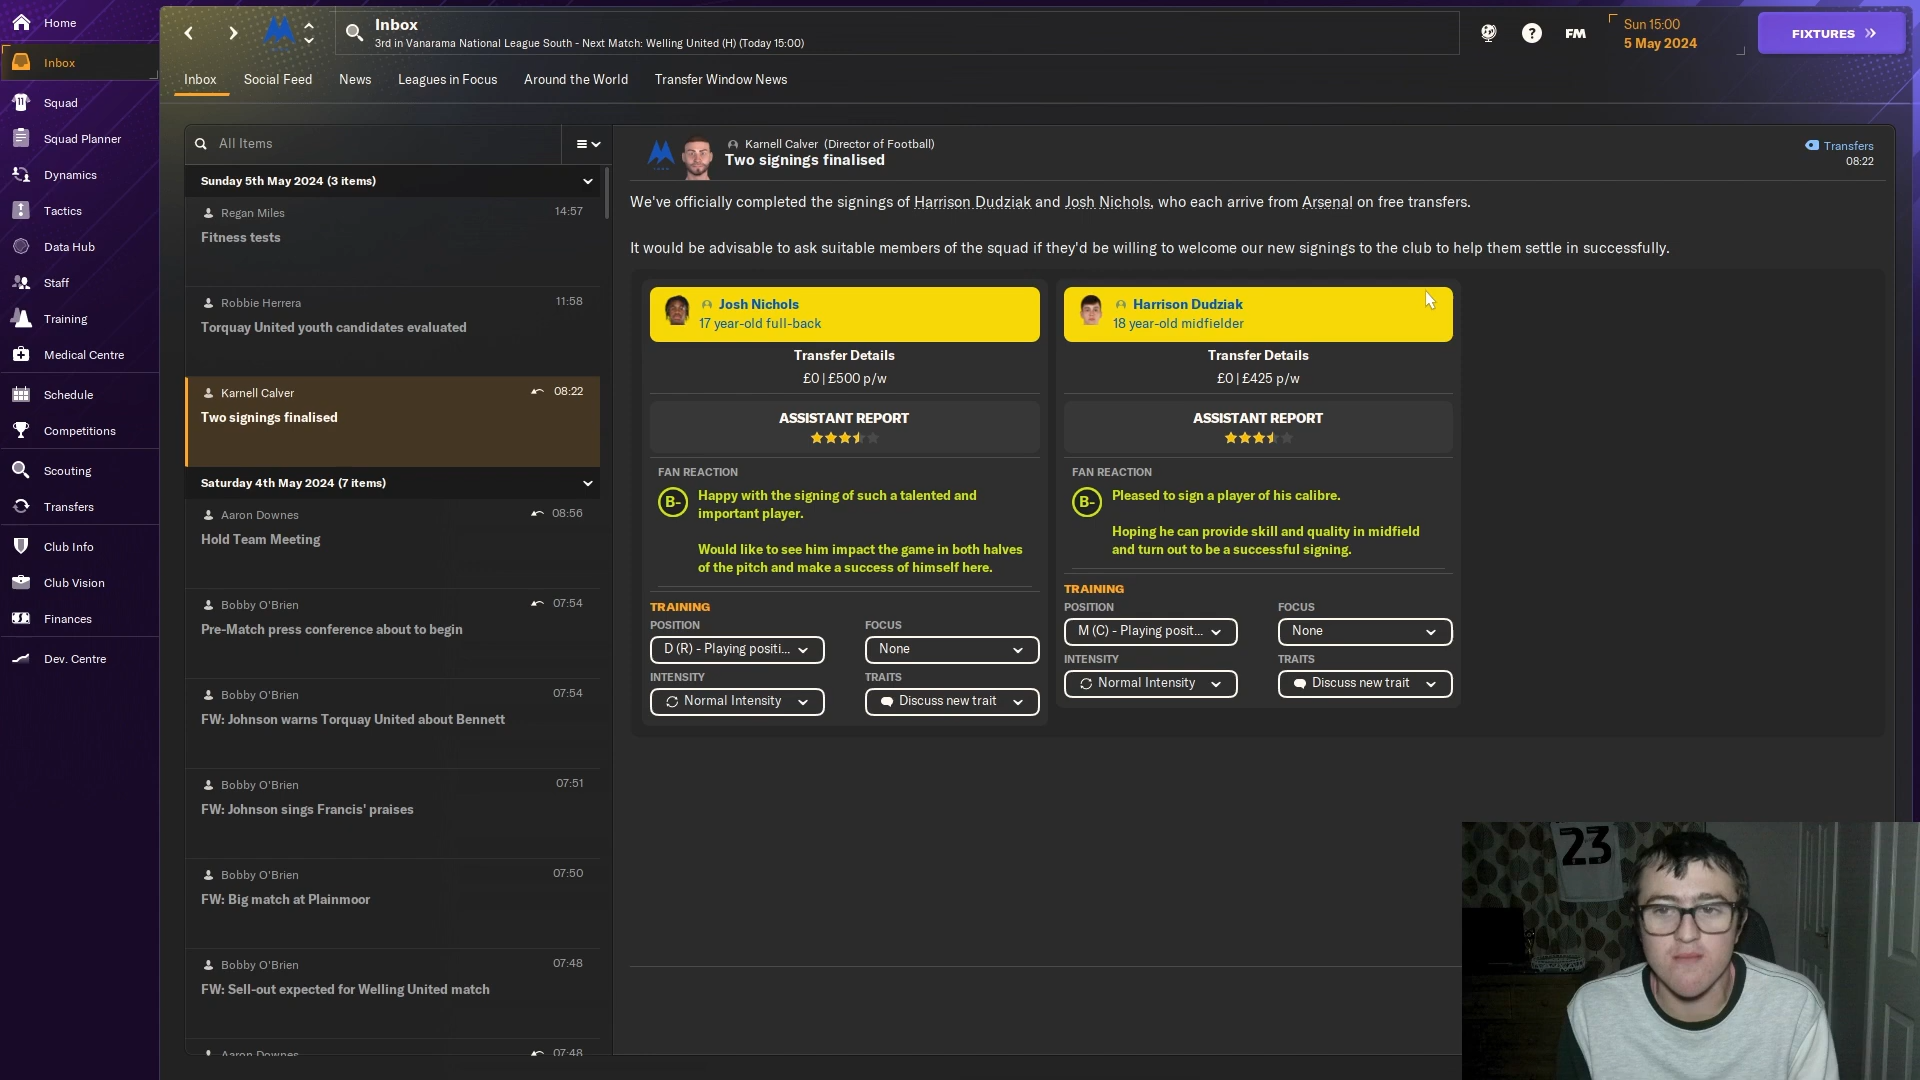 Home
Inbox
Squad
Squad Planner
Dynamics
Tactics
Data Hub
Staff
Training
Medical Centre
Schedule
Competitions
Scouting
Transfers
Club Info
Club Vision
Finances
Dev. Centre
Inbox
3rd in Vanarama National League South - Next Match: Welling United (H) (Today 15:00)
FM
Sun 15:00
5 May 2024
FIXTURES
Inbox Social Feed News Leagues in Focus Around the World Transfer Window News
All Items
Sunday 5th May 2024 (3 items)
Regan Miles 14:57
Fitness tests
Robbie Herrera 11:58
Torquay United youth candidates evaluated
Karnell Calver 08:22
Two signings finalised
Saturday 4th May 2024 (7 items)
Aaron Downes 08:56
Hold Team Meeting
Bobby O'Brien 07:54
Pre-Match press conference about to begin
Bobby O'Brien 07:54
FW: Johnson warns Torquay United about Bennett
Bobby O'Brien 07:51
FW: Johnson sings Francis' praises
Bobby O'Brien 07:50
FW: Big match at Plainmoor
Bobby O'Brien 07:48
FW: Sell-out expected for Welling United match
Aaron Downes 07:48
Karnell Calver (Director of Football)
Two signings finalised
Transfers
08:22
We've officially completed the signings of Harrison Dudziak and Josh Nichols, who each arrive from Arsenal on free transfers.
It would be advisable to ask suitable members of the squad if they'd be willing to welcome our new signings to the club to help them settle in successfully.
Josh Nichols
17 year-old full-back
Transfer Details
£0 | £500 p/w
ASSISTANT REPORT
FAN REACTION
B-
Happy with the signing of such a talented and
important player.
Would like to see him impact the game in both halves
of the pitch and make a success of himself here.
TRAINING
POSITION FOCUS
D (R) - Playing positi... None
INTENSITY TRAITS
Normal Intensity Discuss new trait
Harrison Dudziak
18 year-old midfielder
Transfer Details
£0 | £425 p/w
ASSISTANT REPORT
FAN REACTION
B-
Pleased to sign a player of his calibre.
Hoping he can provide skill and quality in midfield
and turn out to be a successful signing.
TRAINING
POSITION FOCUS
M (C) - Playing posit... None
INTENSITY TRAITS
Normal Intensity Discuss new trait
23